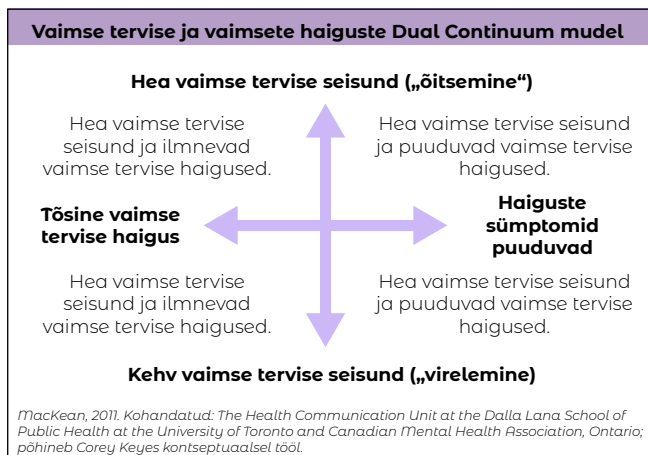 Vaimse tervise ja vaimsete haiguste Dual Continuum mudel
Hea vaimse tervise seisund („õitsemine“)
Hea vaimse tervise
seisund ja ilmnevad
vaimse tervise haigused.
Hea vaimse tervise seisund
ja puuduvad vaimse tervise
haigused.
Tõsine vaimse
tervise haigus
Haiguste
sümptomid
puuduvad
Hea vaimse tervise
seisund ja ilmnevad
vaimse tervise haigused.
Hea vaimse tervise seisund
ja puuduvad vaimse tervise
haigused.
Kehv vaimse tervise seisund („virelemine)
MacKean, 2011. Kohandatud: The Health Communication Unit at the Dalla Lana School of
Public Health at the University of Toronto and Canadian Mental Health Association, Ontario;
põhineb Corey Keyes kontseptuaalsel tööl.